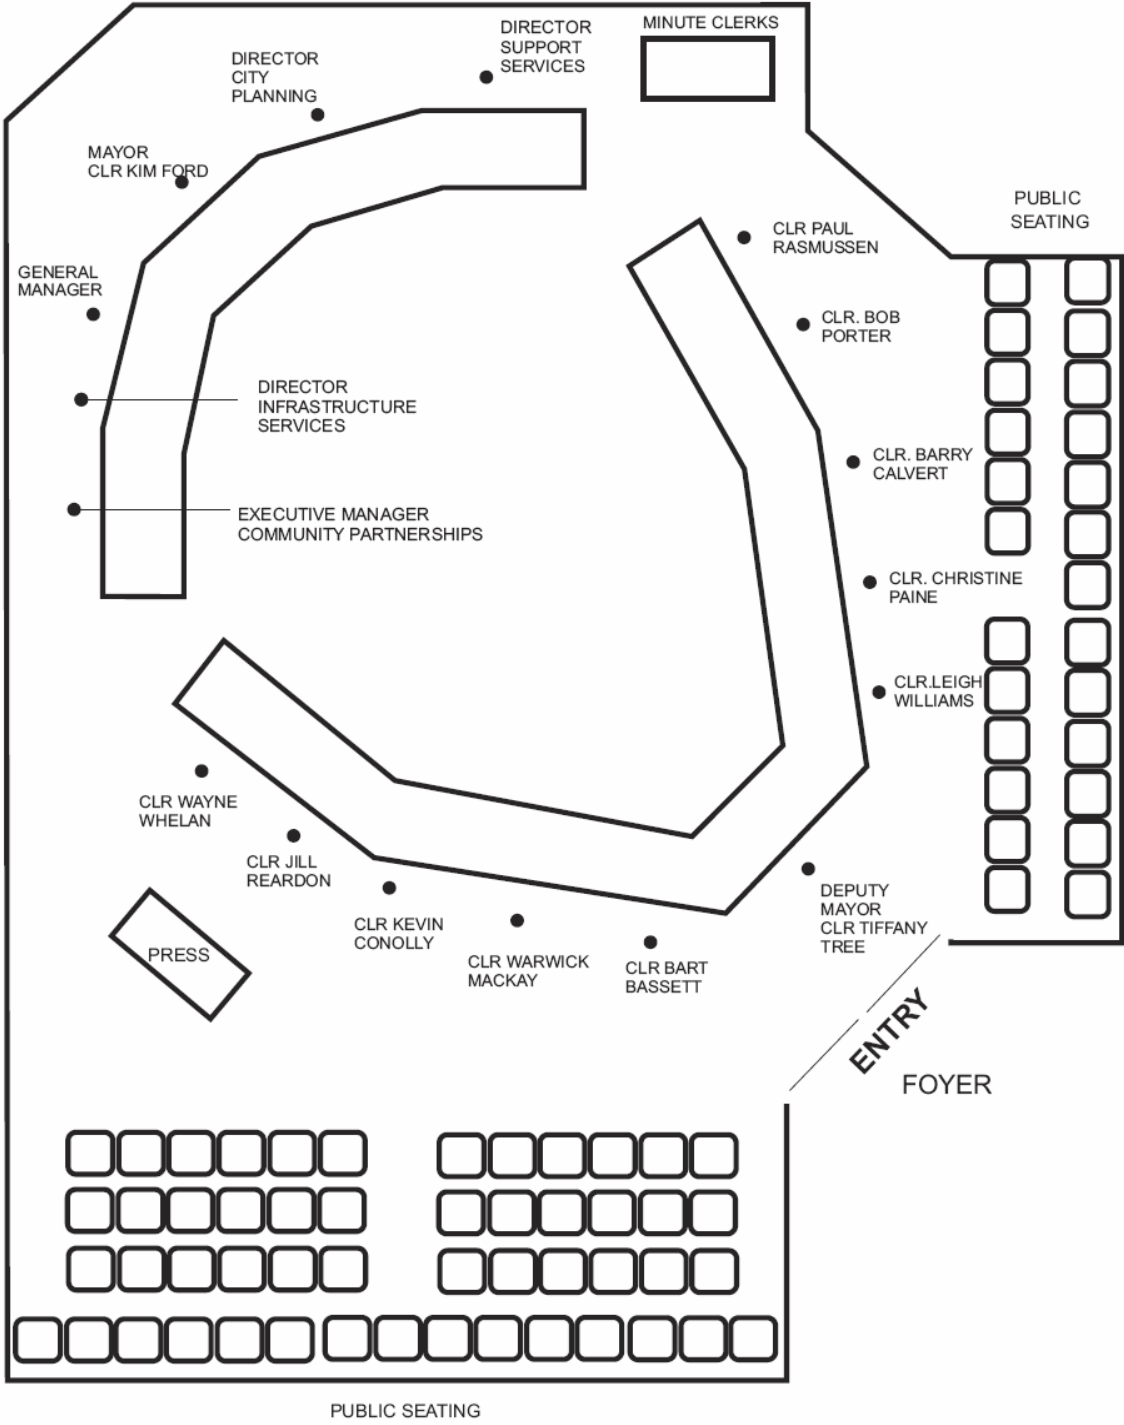 MINUTE CLERKS
DIRECTOR
SUPPORT
SERVICES
DIRECTOR
CITY
PLANNING
MAYOR
CLR KIM FORD
GENERAL
MANAGER
DIRECTOR
INFRASTRUCTURE
SERVICES
EXECUTIVE MANAGER
COMMUNITY PARTNERSHIPS
PUBLIC
SEATING
CLR PAUL
RASMUSSEN
CLR. BOB
PORTER
CLR. BARRY
CALVERT
CLR. CHRISTINE
PAINE
CLR.LEIGH
WILLIAMS
CLR WAYNE
WHELAN
CLR JILL
REARDON
CLR KEVIN
CONOLLY
CLR WARWICK
MACKAY
CLR BART
BASSETT
DEPUTY
MAYOR
CLR TIFFANY
TREE
PRESS
ENTRY
FOYER
PUBLIC SEATING